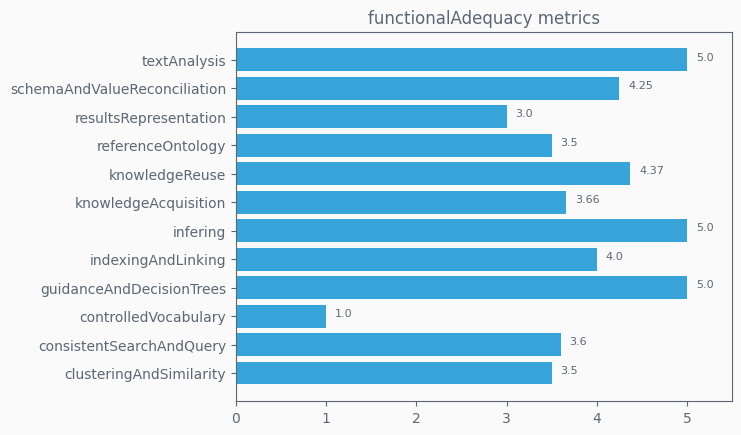 functionalAdequacy metrics
textAnalysis 5.0
schemaAndValueReconciliation 4.25
resultsRepresentation 3.0
referenceOntology 3.5
knowledgeReuse 4.37
knowledgeAcquisition 3.66
infering 5.0
indexingAndLinking 4.0
guidanceAndDecisionTrees 5.0
controlledVocabulary 1.0
consistentSearchAndQuery 3.6
clusteringAndSimilarity 3.5
0 1 2 3 4 5